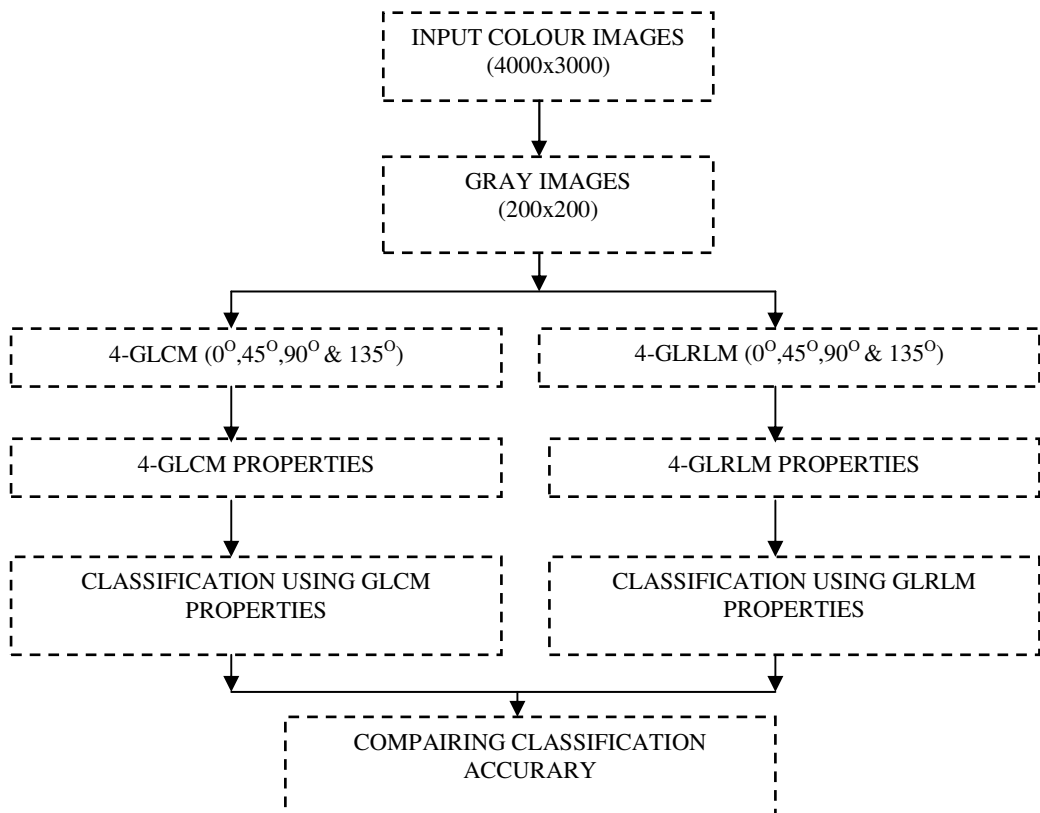 INPUT COLOUR IMAGES
(4000x3000)
GRAY IMAGES
(200x200)
4-GLCM (0ᴼ,45ᴼ,90ᴼ & 135ᴼ)
4-GLRLM (0ᴼ,45ᴼ,90ᴼ & 135ᴼ)
4-GLCM PROPERTIES
4-GLRLM PROPERTIES
CLASSIFICATION USING GLCM
PROPERTIES
CLASSIFICATION USING GLRLM
PROPERTIES
COMPAIRING CLASSIFICATION
ACCURARY